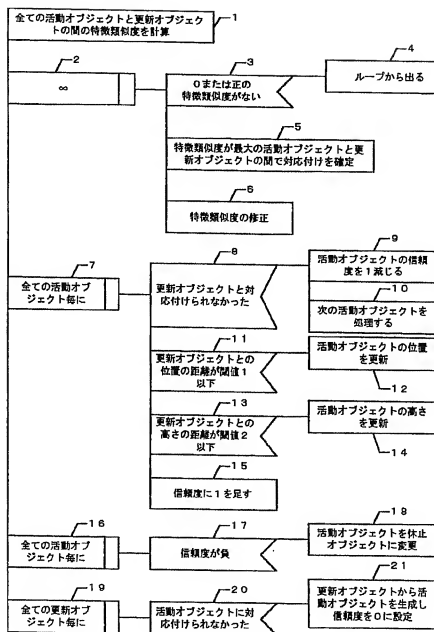 1
全ての活動オブジェクトと更新オブジェク
トの間の特徴類似度を計算
2
∞
3
0または正の
特徴類似度がない
4
ループから出る
5
特徴類似度が最大の活動オブジェクトと更
新オブジェクトの間で対応付けを確定
6
特徴類似度の修正
7
全ての活動オブ
ジェクト毎に
8
更新オブジェクトと対
応付けられなかった
9
活動オブジェクトの信頼
度を1減じる
10
次の活動オブジェクトを
処理する
11
更新オブジェクトとの
位置の距離が閾値1
以下
活動オブジェクトの位置
を更新
12
13
更新オブジェクトとの
高さの距離が閾値2
以下
活動オブジェクトの高さ
を更新
14
15
信頼度に1を足す
16
全ての活動オブ
ジェクト毎に
17
信頼度が負
18
活動オブジェクトを休止
オブジェクトに変更
19
全ての更新オブ
ジェクト毎に
20
活動オブジェクトに対
応付けられなかった
21
更新オブジェクトから活
動オブジェクトを生成し
信頼度を0に設定